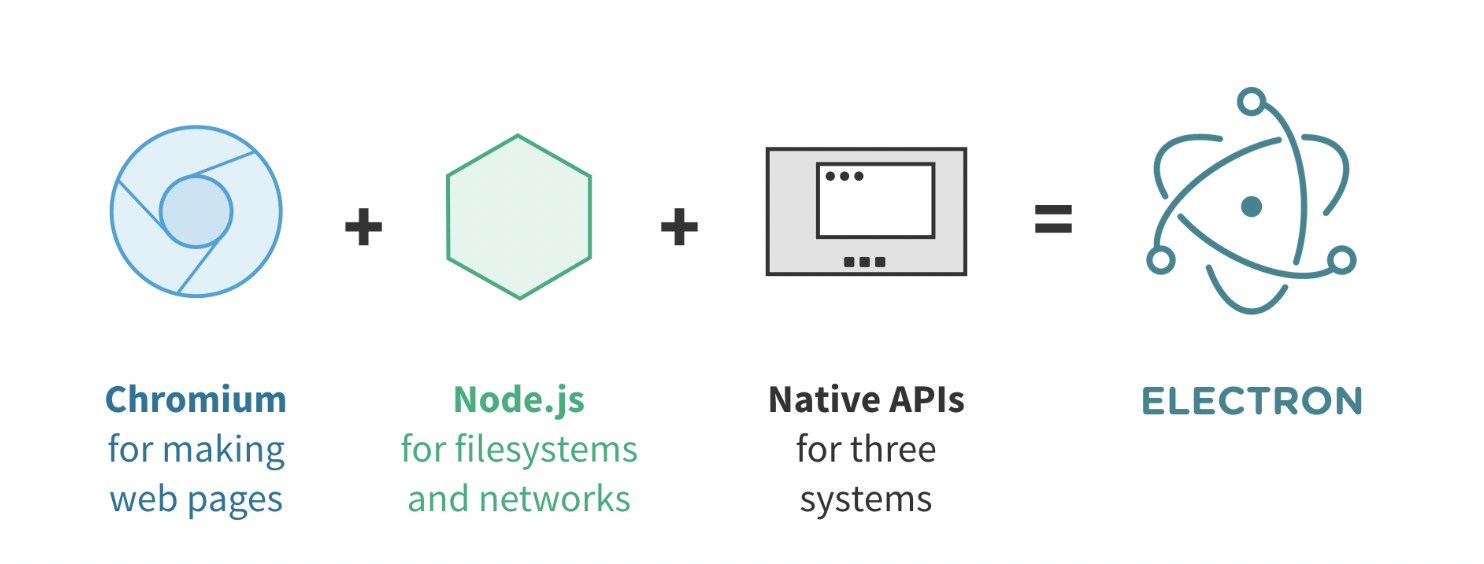 +
+
=
Chromium
for making
web pages
Node.js
for filesystems
and networks
Native APIs
for three
systems
ELECTRON